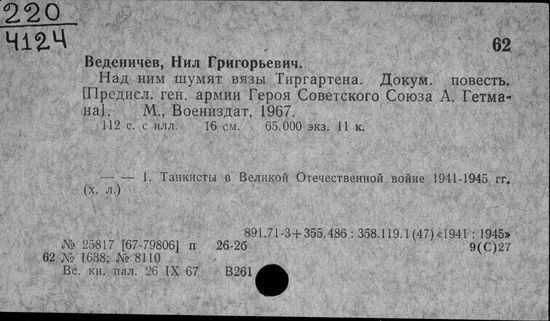 220
4124
62
Веденичев, Нил Григорьевич.
Над ним шумят вязы Тиргартена. Докум. повесть.
[Предисл. ген. армии Героя Советского Союза А. Гетма-
на]. М., Воениздат, 1967.
112 с. с илл. 16 см. 65.000 экз. 11 к.
— — 1. Танкисты в Великой Отечественной войне 1941-1945 гг.
(х. л.)
891.71-3+355.486 : 358.119.1(47)«1941 : 1945»
№ 25817 [67-79806] п 26-2б 9(С)27
62 № 1638; № 8110
Вс. кн. пал. 26 IX 67 В261